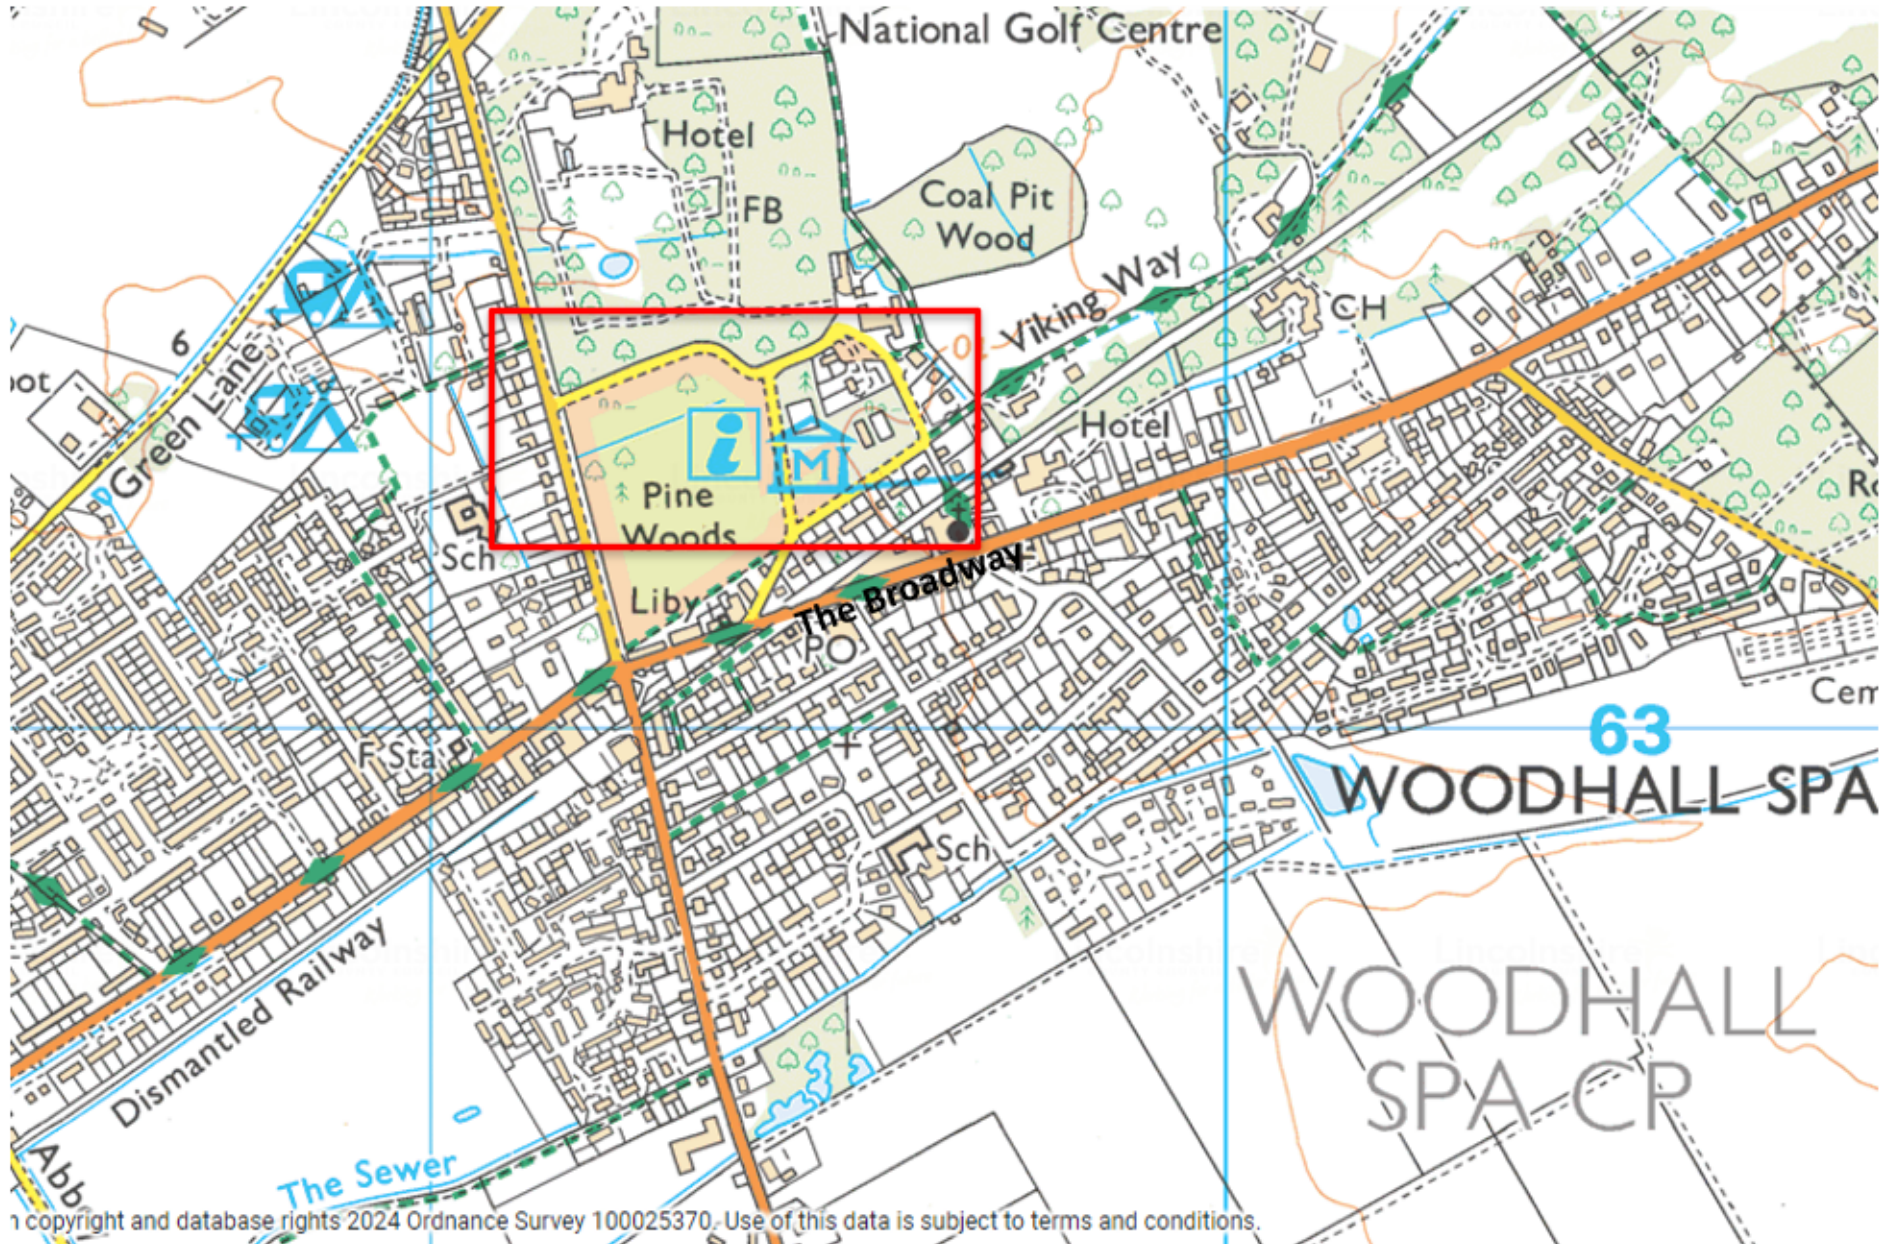 National Golf Centre
Hotel
FB
Coal Pit
Wood
Viking Way
CH
6
Green Lane
10
Hotel
i
M
Pine
Woods
Sch
Liby
The Broadway
PO
F Sta
63
WOODHALL SPA
Cem
Sch
Dismantled Railway
WOODHALL
SPA CP
The Sewer
copyright and database rights 2024 Ordnance Survey 100025370. Use of this data is subject to terms and conditions.